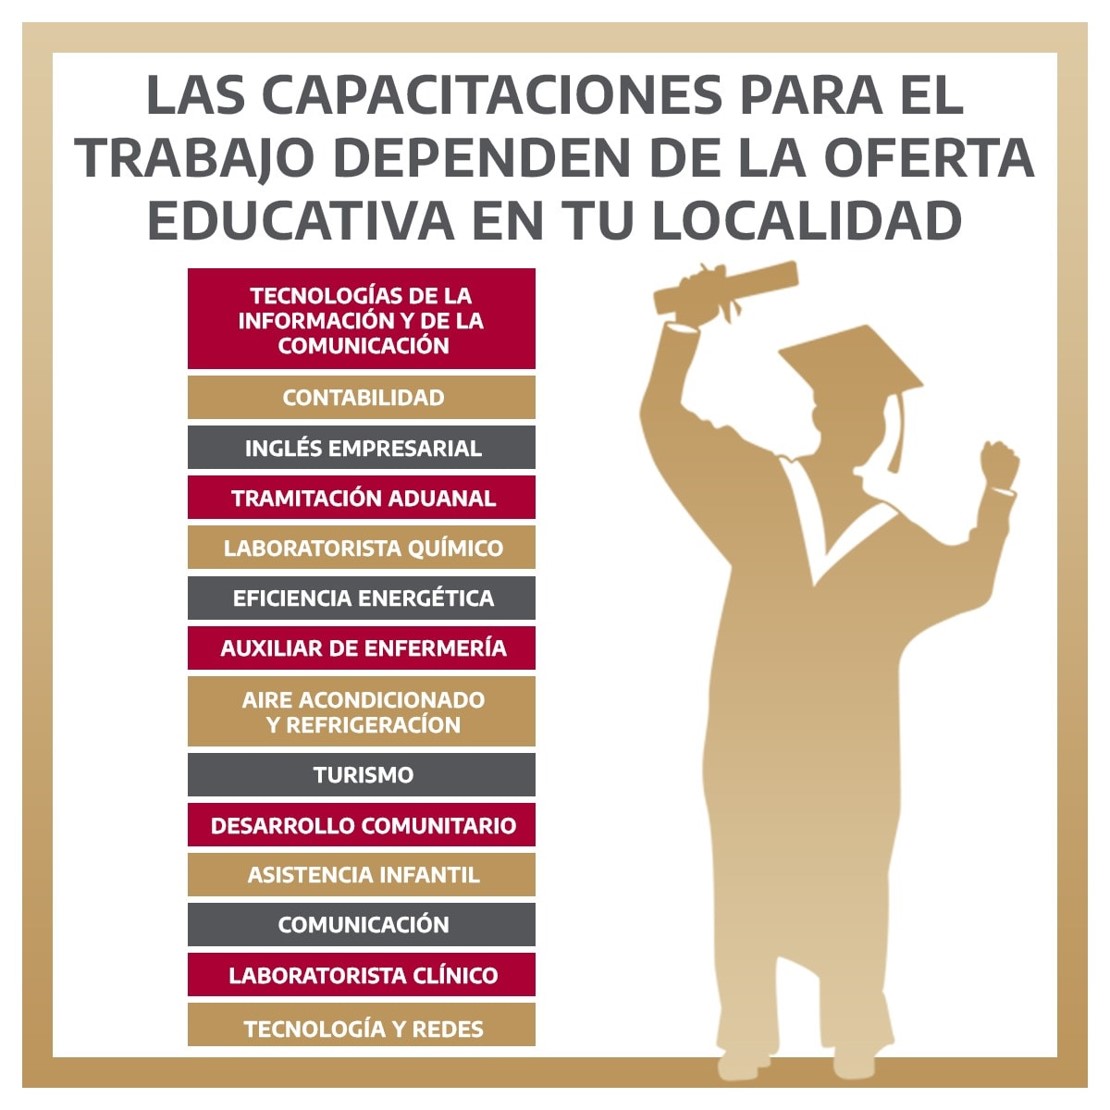 LAS CAPACITACIONES PARA EL
TRABAJO DEPENDEN DE LA OFERTA
EDUCATIVA EN TU LOCALIDAD
TECNOLOGÍAS DE LA
INFORMACIÓN Y DE LA
COMUNICACIÓN
CONTABILIDAD
INGLÉS EMPRESARIAL
TRAMITACIÓN ADUANAL
LABORATORISTA QUÍMICO
EFICIENCIA ENERGÉTICA
AUXILIAR DE ENFERMERÍA
AIRE ACONDICIONADO
Y REFRIGERACÍON
TURISMO
DESARROLLO COMUNITARIO
ASISTENCIA INFANTIL
COMUNICACIÓN
LABORATORISTA CLÍNICO
TECNOLOGÍA Y REDES